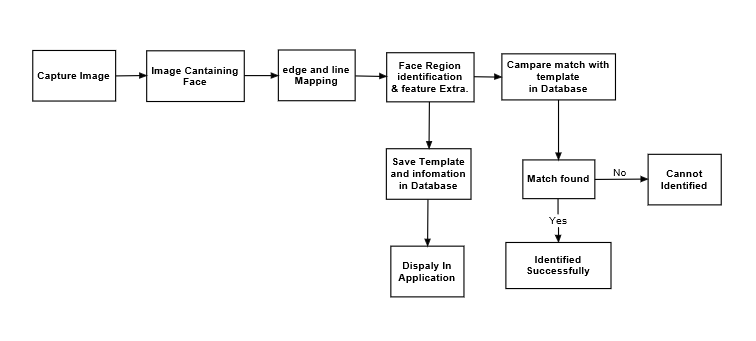 Capture Image
Image Cantaining
Face
edge and line
Mapping
Face Region
identification
& feature Extra.
Campare match with
template
in Database
Save Template
and infomation
in Database
Match found
No
Cannot
Identified
Yes
Dispaly In
Application
Identified
Successfully